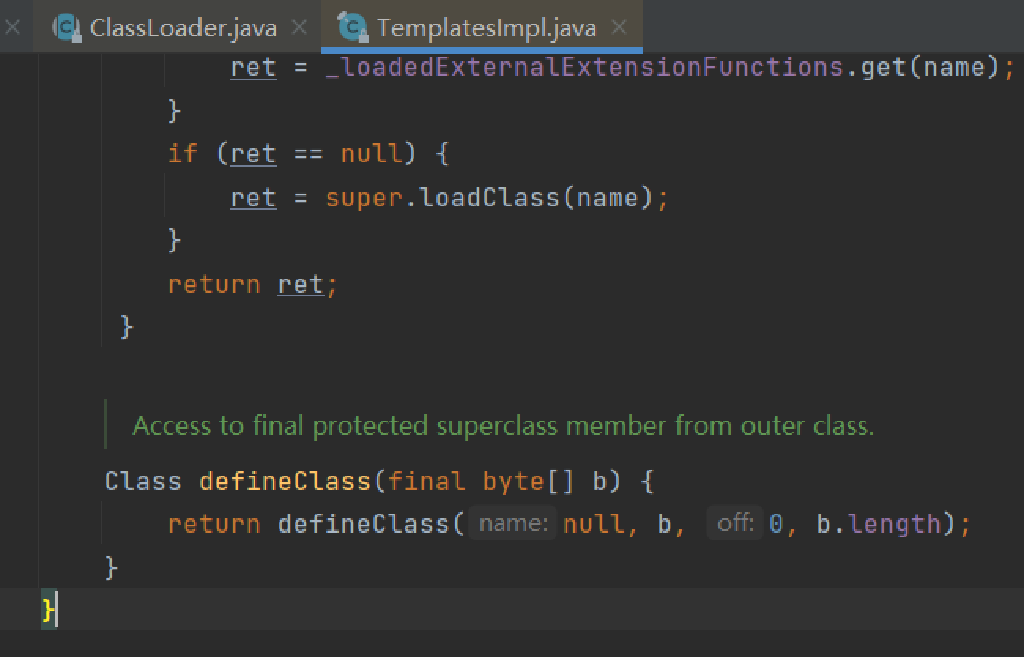 ClassLoader.java TemplatesImpl.java
ret = _loadedExternalExtensionFunctions.get(name);
}
if (ret == null) {
ret = super.loadClass(name);
}
return ret;
}
Access to final protected superclass member from outer class.
Class defineClass(final byte[] b) {
return defineClass( name: null, b, off: 0, b.length);
}
}